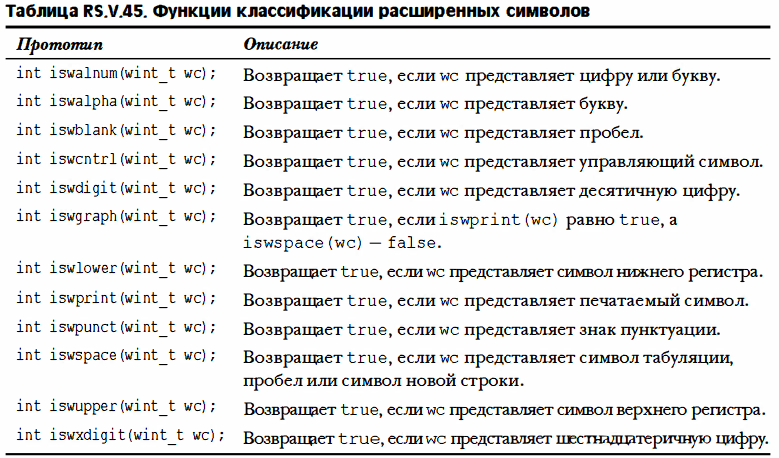 Таблица RS.V.45. Функции классификации расширенных символов
Прототип Описание
int iswalnum(wint_t wc); Возвращает true, если wc представляет цифру или букву.
int iswalpha(wint_t wc); Возвращает true, если wc представляет букву.
int iswblank(wint_t wc); Возвращает true, если wc представляет пробел.
int iswcntrl(wint_t wc); Возвращает true, если wc представляет управляющий символ.
int iswdigit(wint_t wc); Возвращает true, если wc представляет десятичную цифру.
int iswgraph(wint_t wc); Возвращает true, если iswprint(wc) равно true, а
iswspace(wc) — false.
int iswlower(wint_t wc); Возвращает true, если wc представляет символ нижнего регистра.
int iswprint(wint_t wc); Возвращает true, если wc представляет печатаемый символ.
int iswpunct(wint_t wc); Возвращает true, если wc представляет знак пунктуации.
int iswspace(wint_t wc); Возвращает true, если wc представляет символ табуляции,
пробел или символ новой строки.
int iswupper(wint_t wc); Возвращает true, если wc представляет символ верхнего регистра.
int iswxdigit(wint_t wc); Возвращает true, если wc представляет шестнадцатеричную цифру.